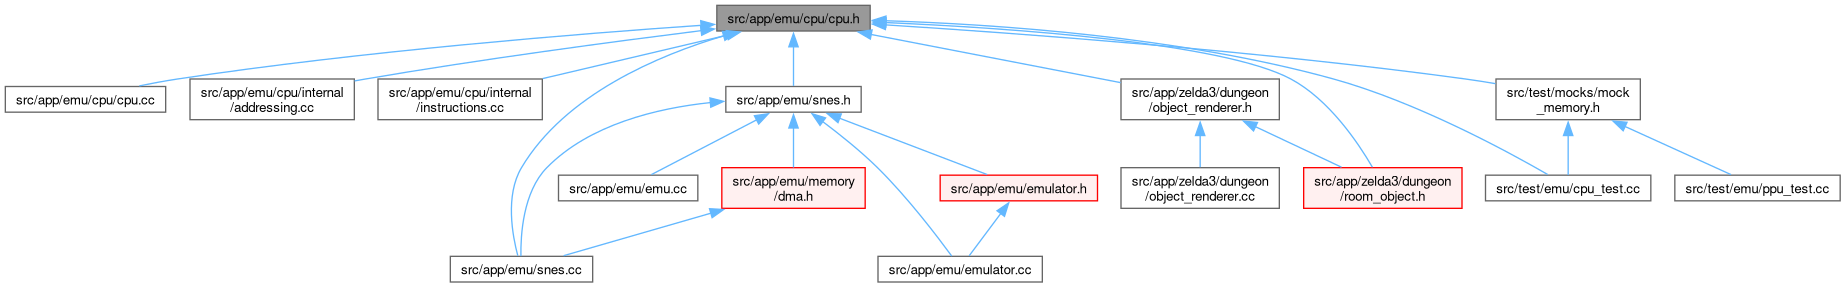 src/app/emu/cpu/cpu.h
src/app/emu/cpu/cpu.cc
src/app/emu/cpu/internal
/addressing.cc
src/app/emu/cpu/internal
/instructions.cc
src/app/emu/snes.h
src/app/zelda3/dungeon
/object_renderer.h
src/test/mocks/mock
_memory.h
src/app/emu/emu.cc
src/app/emu/memory
/dma.h
src/app/emu/emulator.h
src/app/zelda3/dungeon
/object_renderer.cc
src/app/zelda3/dungeon
/room_object.h
src/test/emu/cpu_test.cc
src/test/emu/ppu_test.cc
src/app/emu/snes.cc
src/app/emu/emulator.cc